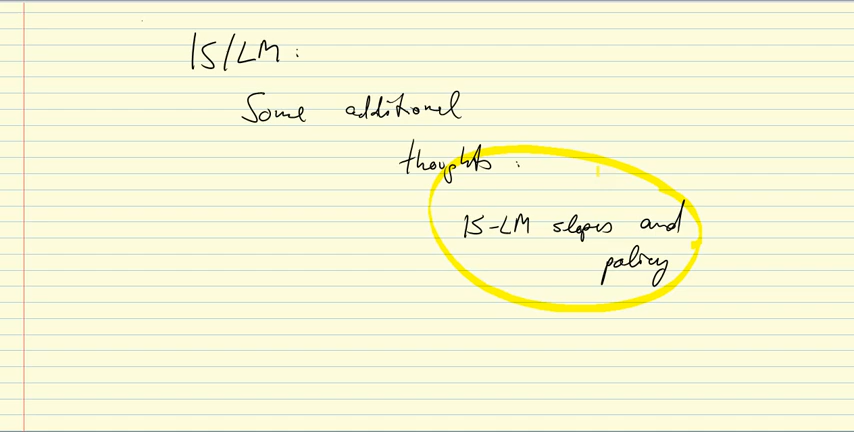 IS/LM:
Some additional
thoughts:
IS-LM slopes and
policy